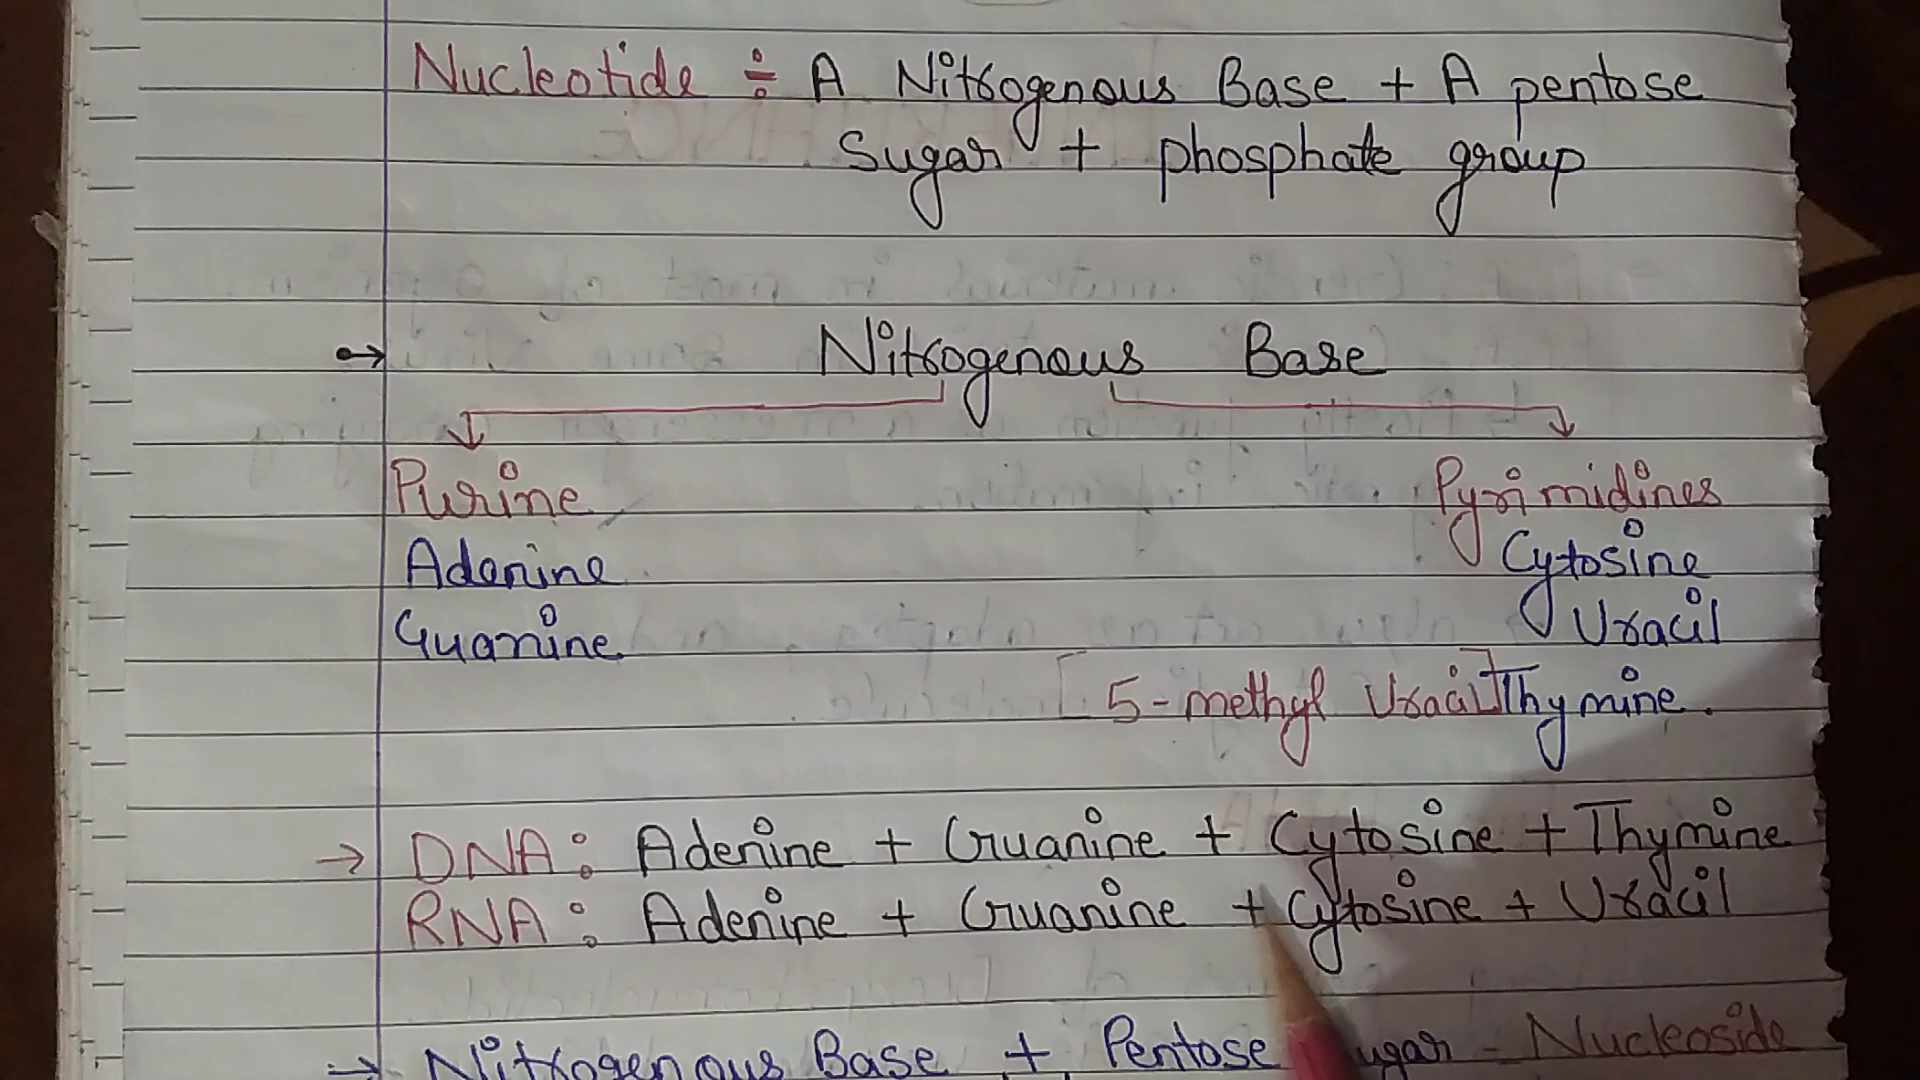 Nucleotide : A Nitrogenous Base + A pentose
Sugar + phosphate group
Nitrogenous Base
Purine
Pyrimidines
Adenine
Cytosine
Guanine
Uracil
[5-methyl Uracil] Thymine.
→ DNA: Adenine + Guanine + Cytosine + Thymine
RNA: Adenine + Guanine + Cytosine + Uracil
→ Nitrogenous Base + Pentose Sugar - Nucleoside